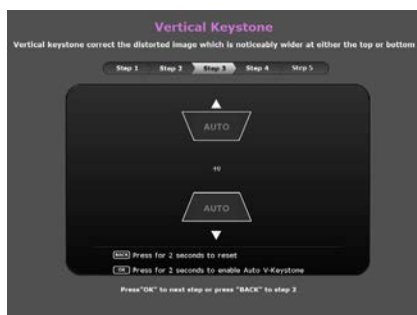 Vertical Keystone
Vertical keystone correct the distorted image which is noticeably wider at either the top or bottom
Step 1 Step 2 Step 3 Step 4 Step 5
AUTO
AUTO
BACK Press for 2 seconds to reset
OK Press for 2 seconds to enable Auto V-Keystone
Press"OK" to next step or press "BACK" to step 2